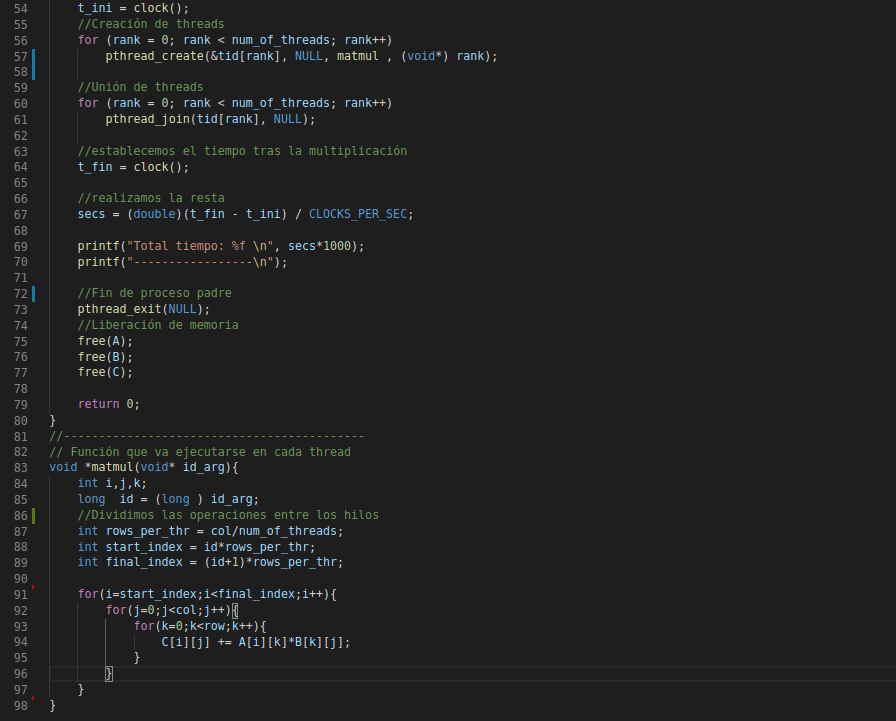 54 t_ini = clock();
55 //Creación de threads
56 for (rank = 0; rank < num_of_threads; rank++)
57 pthread_create(&tid[rank], NULL, matmul , (void*) rank);
58
59 //Unión de threads
60 for (rank = 0; rank < num_of_threads; rank++)
61 pthread_join(tid[rank], NULL);
62
63 //establecemos el tiempo tras la multiplicación
64 t_fin = clock();
65
66 //realizamos la resta
67 secs = (double)(t_fin - t_ini) / CLOCKS_PER_SEC;
68
69 printf("Total tiempo: %f \n", secs*1000);
70 printf("-----------------\n");
71
72 //Fin de proceso padre
73 pthread_exit(NULL);
74 //Liberación de memoria
75 free(A);
76 free(B);
77 free(C);
78
79 return 0;
80 }
81 //-------------------------------------------
82 // Función que va ejecutarse en cada thread
83 void *matmul(void* id_arg){
84 int i,j,k;
85 long  id = (long ) id_arg;
86 //Dividimos las operaciones entre los hilos
87 int rows_per_thr = col/num_of_threads;
88 int start_index = id*rows_per_thr;
89 int final_index = (id+1)*rows_per_thr;
90
91 for(i=start_index;i<final_index;i++){
92 for(j=0;j<col;j++){
93 for(k=0;k<row;k++){
94 C[i][j] += A[i][k]*B[k][j];
95 }
96 }
97 }
98 }